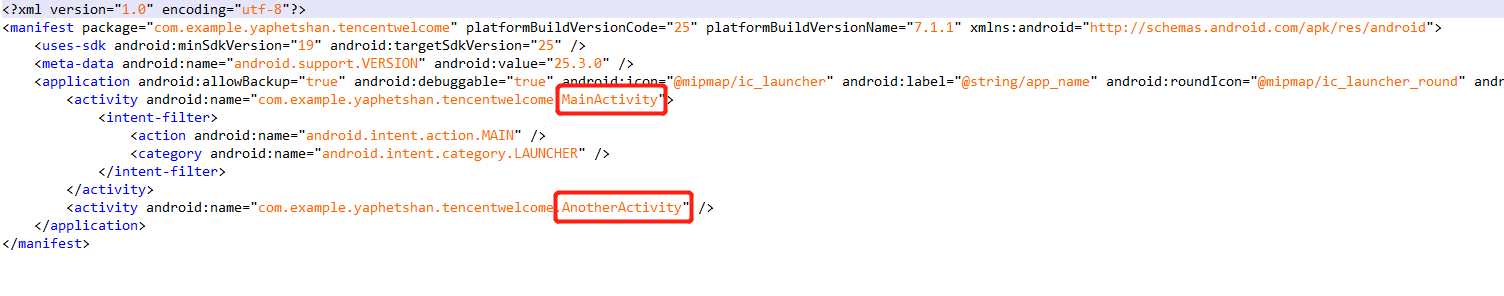 <?xml version="1.0" encoding="utf-8"?>
<manifest package="com.example.yaphetshan.tencentwelcome" platformBuildVersionCode="25" platformBuildVersionName="7.1.1" xmlns:android="http://schemas.android.com/apk/res/android">
<uses-sdk android:minSdkVersion="19" android:targetSdkVersion="25" />
<meta-data android:name="android.support.VERSION" android:value="25.3.0" />
<application android:allowBackup="true" android:debuggable="true" android:icon="@mipmap/ic_launcher" android:label="@string/app_name" android:roundIcon="@mipmap/ic_launcher_round" and
<activity android:name="com.example.yaphetshan.tencentwelcome.MainActivity">
<intent-filter>
<action android:name="android.intent.action.MAIN" />
<category android:name="android.intent.category.LAUNCHER" />
</intent-filter>
</activity>
<activity android:name="com.example.yaphetshan.tencentwelcome.AnotherActivity" />
</application>
</manifest>